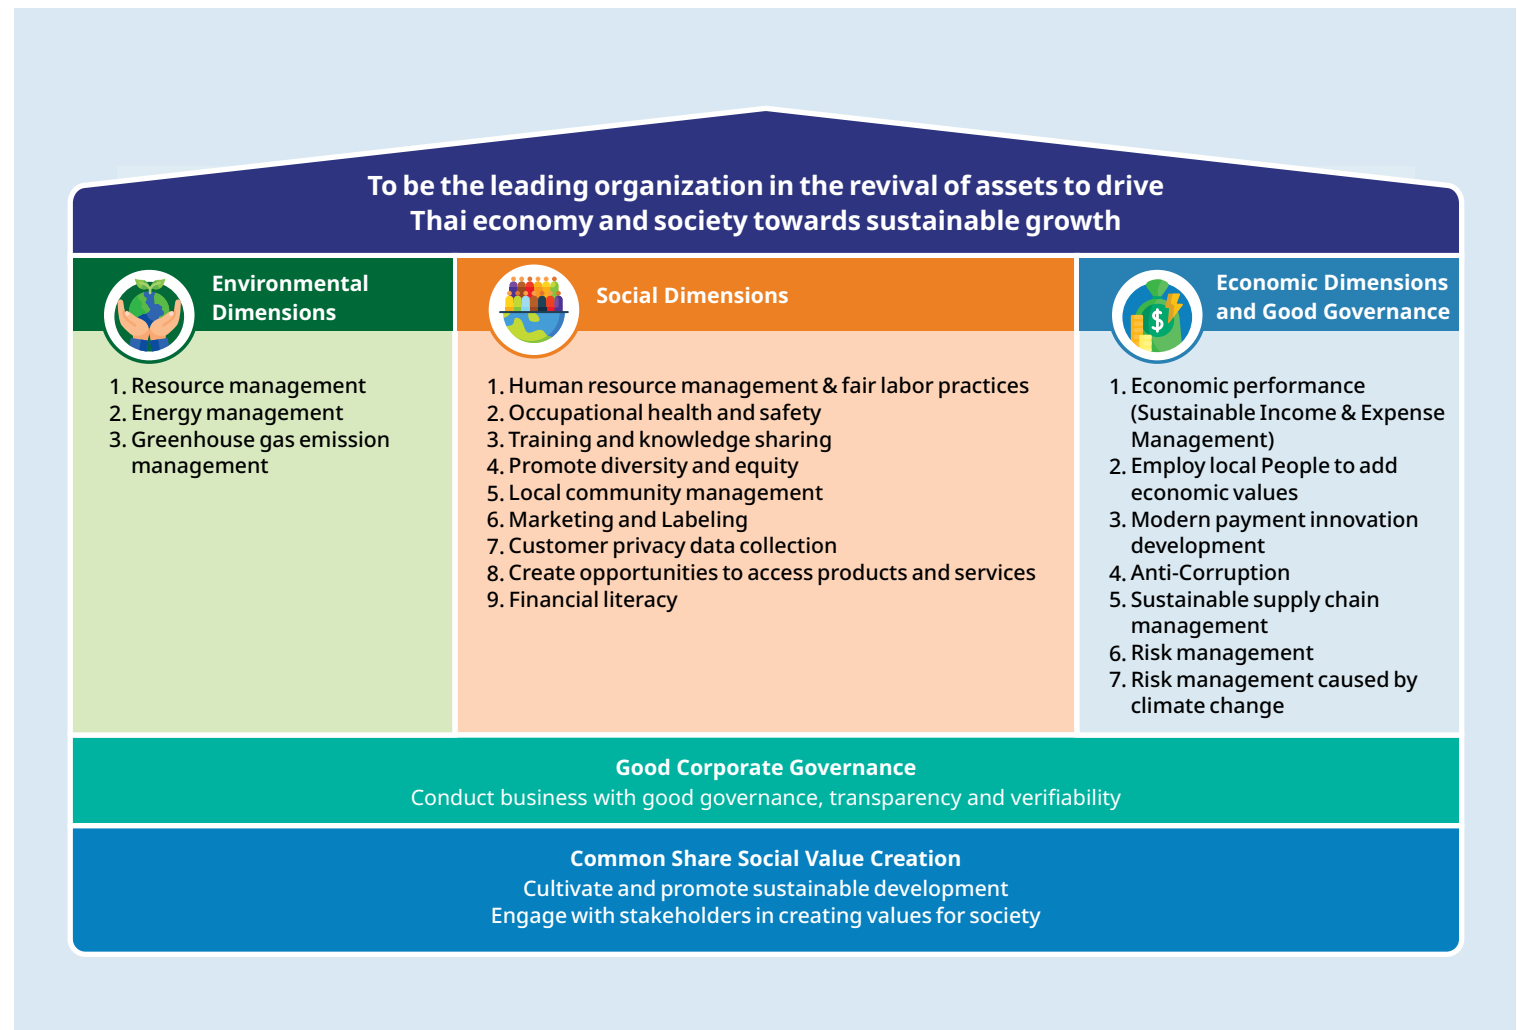 To be the leading organization in the revival of assets to drive
Thai economy and society towards sustainable growth
Environmental
Dimensions
1. Resource management
2. Energy management
3. Greenhouse gas emission
management
Social Dimensions
1. Human resource management & fair labor practices
2. Occupational health and safety
3. Training and knowledge sharing
4. Promote diversity and equity
5. Local community management
6. Marketing and Labeling
7. Customer privacy data collection
8. Create opportunities to access products and services
9. Financial literacy
Economic Dimensions
and Good Governance
$
1. Economic performance
(Sustainable Income & Expense
Management)
2. Employ local People to add
economic values
3. Modern payment innovation
development
4. Anti-Corruption
5. Sustainable supply chain
management
6. Risk management
7. Risk management caused by
climate change
Good Corporate Governance
Conduct business with good governance, transparency and verifiability
Common Share Social Value Creation
Cultivate and promote sustainable development
Engage with stakeholders in creating values for society